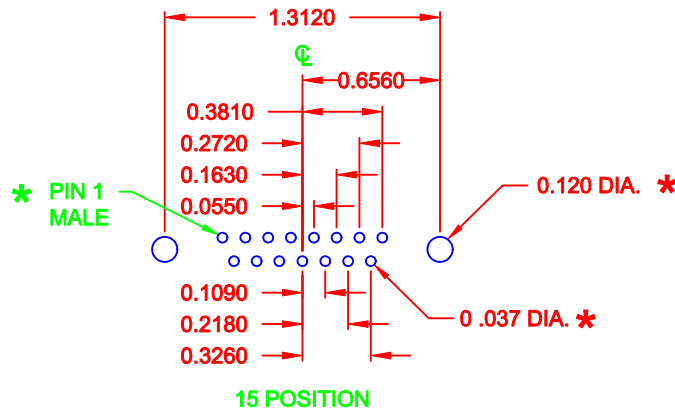 1.3120
℄
0.6560
0.3810
0.2720
0.1630
0.0550
* PIN 1
MALE
0.120 DIA. *
0.1090
0.2180
0.3260
0 .037 DIA. *
15 POSITION